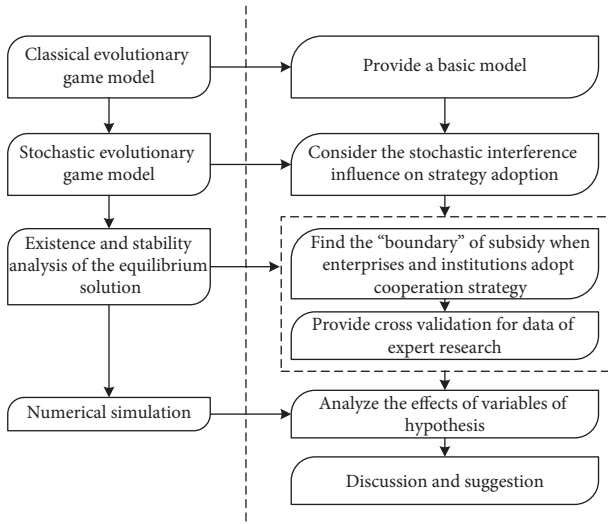 Classical evolutionary
game model
Provide a basic model
Stochastic evolutionary
game model
Consider the stochastic interference
influence on strategy adoption
Existence and stability
analysis of the equilibrium
solution
Find the “boundary” of subsidy when
enterprises and institutions adopt
cooperation strategy
Provide cross validation for data of
expert research
Numerical simulation
Analyze the effects of variables of
hypothesis
Discussion and suggestion